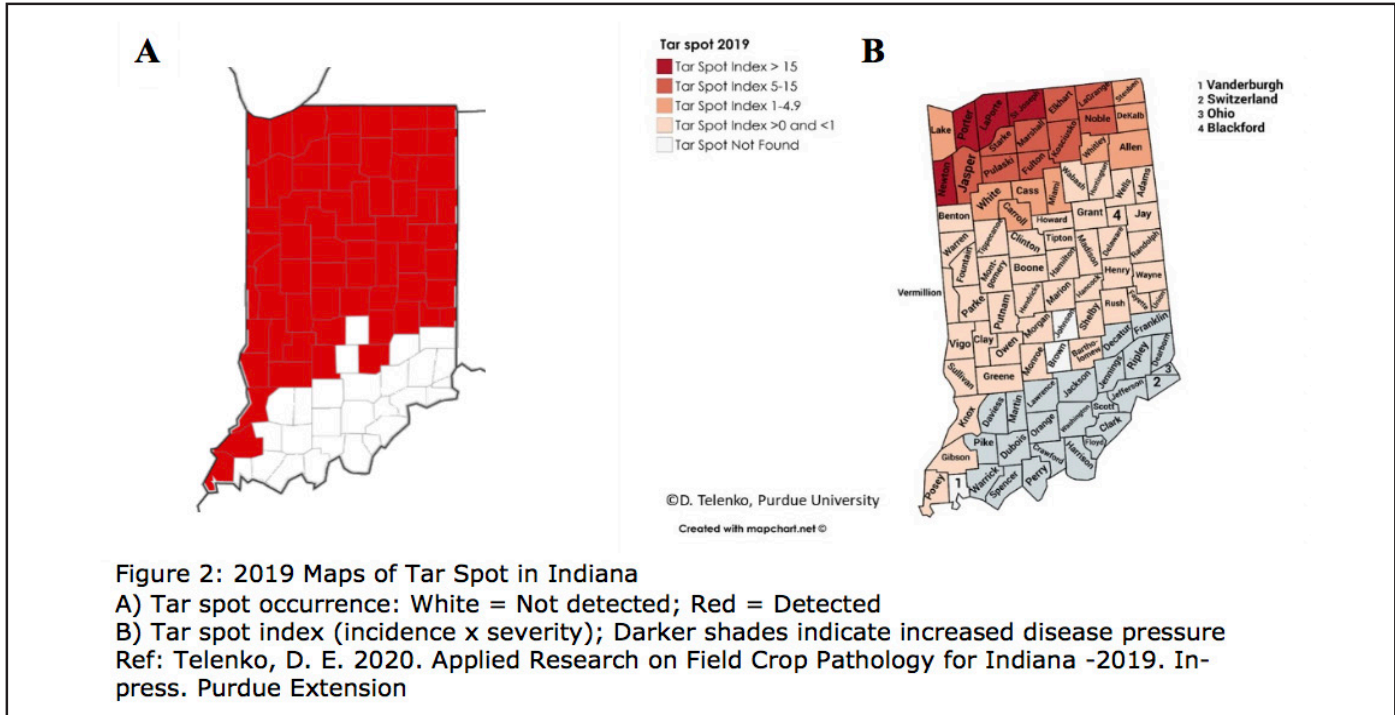 A
Tar spot 2019
Tar Spot Index > 15
Tar Spot Index 5-15
Tar Spot Index 1-4.9
Tar Spot Index >0 and <1
Tar Spot Not Found
B
1 Vanderburgh
2 Switzerland
3 Ohio
4 Blackford
Lake
Porter
LaPorte
St. Joseph
Elkhart
LaGrange
Steuben
Noble
DeKalb
Starke
Marshall
Kosciusko
Whitley
Allen
Newton
Jasper
Pulaski
Fulton
Wabash
Huntington
Wells
Adams
White
Cass
Miami
Benton
Carroll
Howard
Grant
4
Jay
Warren
Tippecanoe
Clinton
Tipton
Madison
Delaware
Randolph
Fountain
Mont-
gomery
Boone
Hamilton
Henry
Wayne
Vermillion
Parke
Putnam
Hendricks
Marion
Hancock
Rush
Fayette
Union
Vigo
Clay
Owen
Morgan
Johnson
Shelby
Decatur
Franklin
Sullivan
Greene
Monroe
Brown
Bartho-
lomew
Jennings
Ripley
Dearborn
3
2
Knox
Daviess
Martin
Lawrence
Jackson
Jefferson
Scott
Orange
Washington
Clark
Gibson
Pike
Dubois
Crawford
Harrison
Floyd
Posey
1
Warrick
Spencer
Perry
©D. Telenko, Purdue University
Created with mapchart.net ©
Figure 2: 2019 Maps of Tar Spot in Indiana
A) Tar spot occurrence: White = Not detected; Red = Detected
B) Tar spot index (incidence x severity); Darker shades indicate increased disease pressure
Ref: Telenko, D. E. 2020. Applied Research on Field Crop Pathology for Indiana -2019. In-
press. Purdue Extension